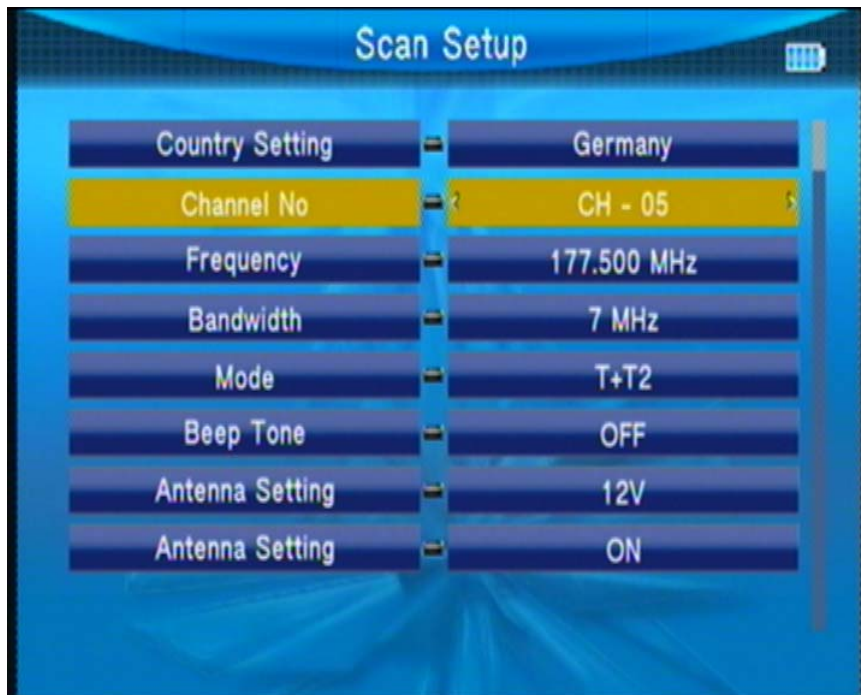 Scan Setup
Country Setting Germany
Channel No CH - 05
Frequency 177.500 MHz
Bandwidth 7 MHz
Mode T+T2
Beep Tone OFF
Antenna Setting 12V
Antenna Setting ON